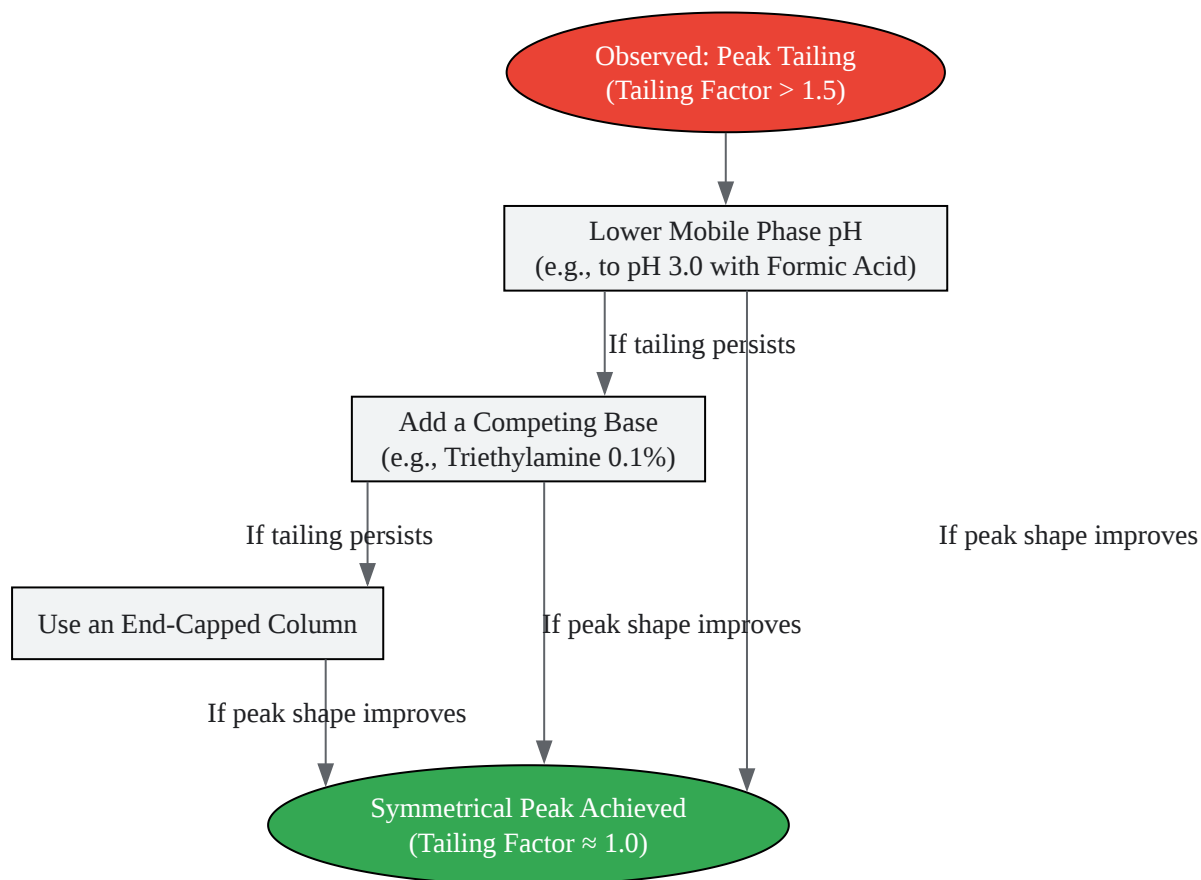 Observed: Peak Tailing
(Tailing Factor > 1.5)
Lower Mobile Phase pH
(e.g., to pH 3.0 with Formic Acid)
If tailing persists
Add a Competing Base
(e.g., Triethylamine 0.1%)
If tailing persists
If peak shape improves
Use an End-Capped Column
If peak shape improves
If peak shape improves
Symmetrical Peak Achieved
(Tailing Factor ≈ 1.0)